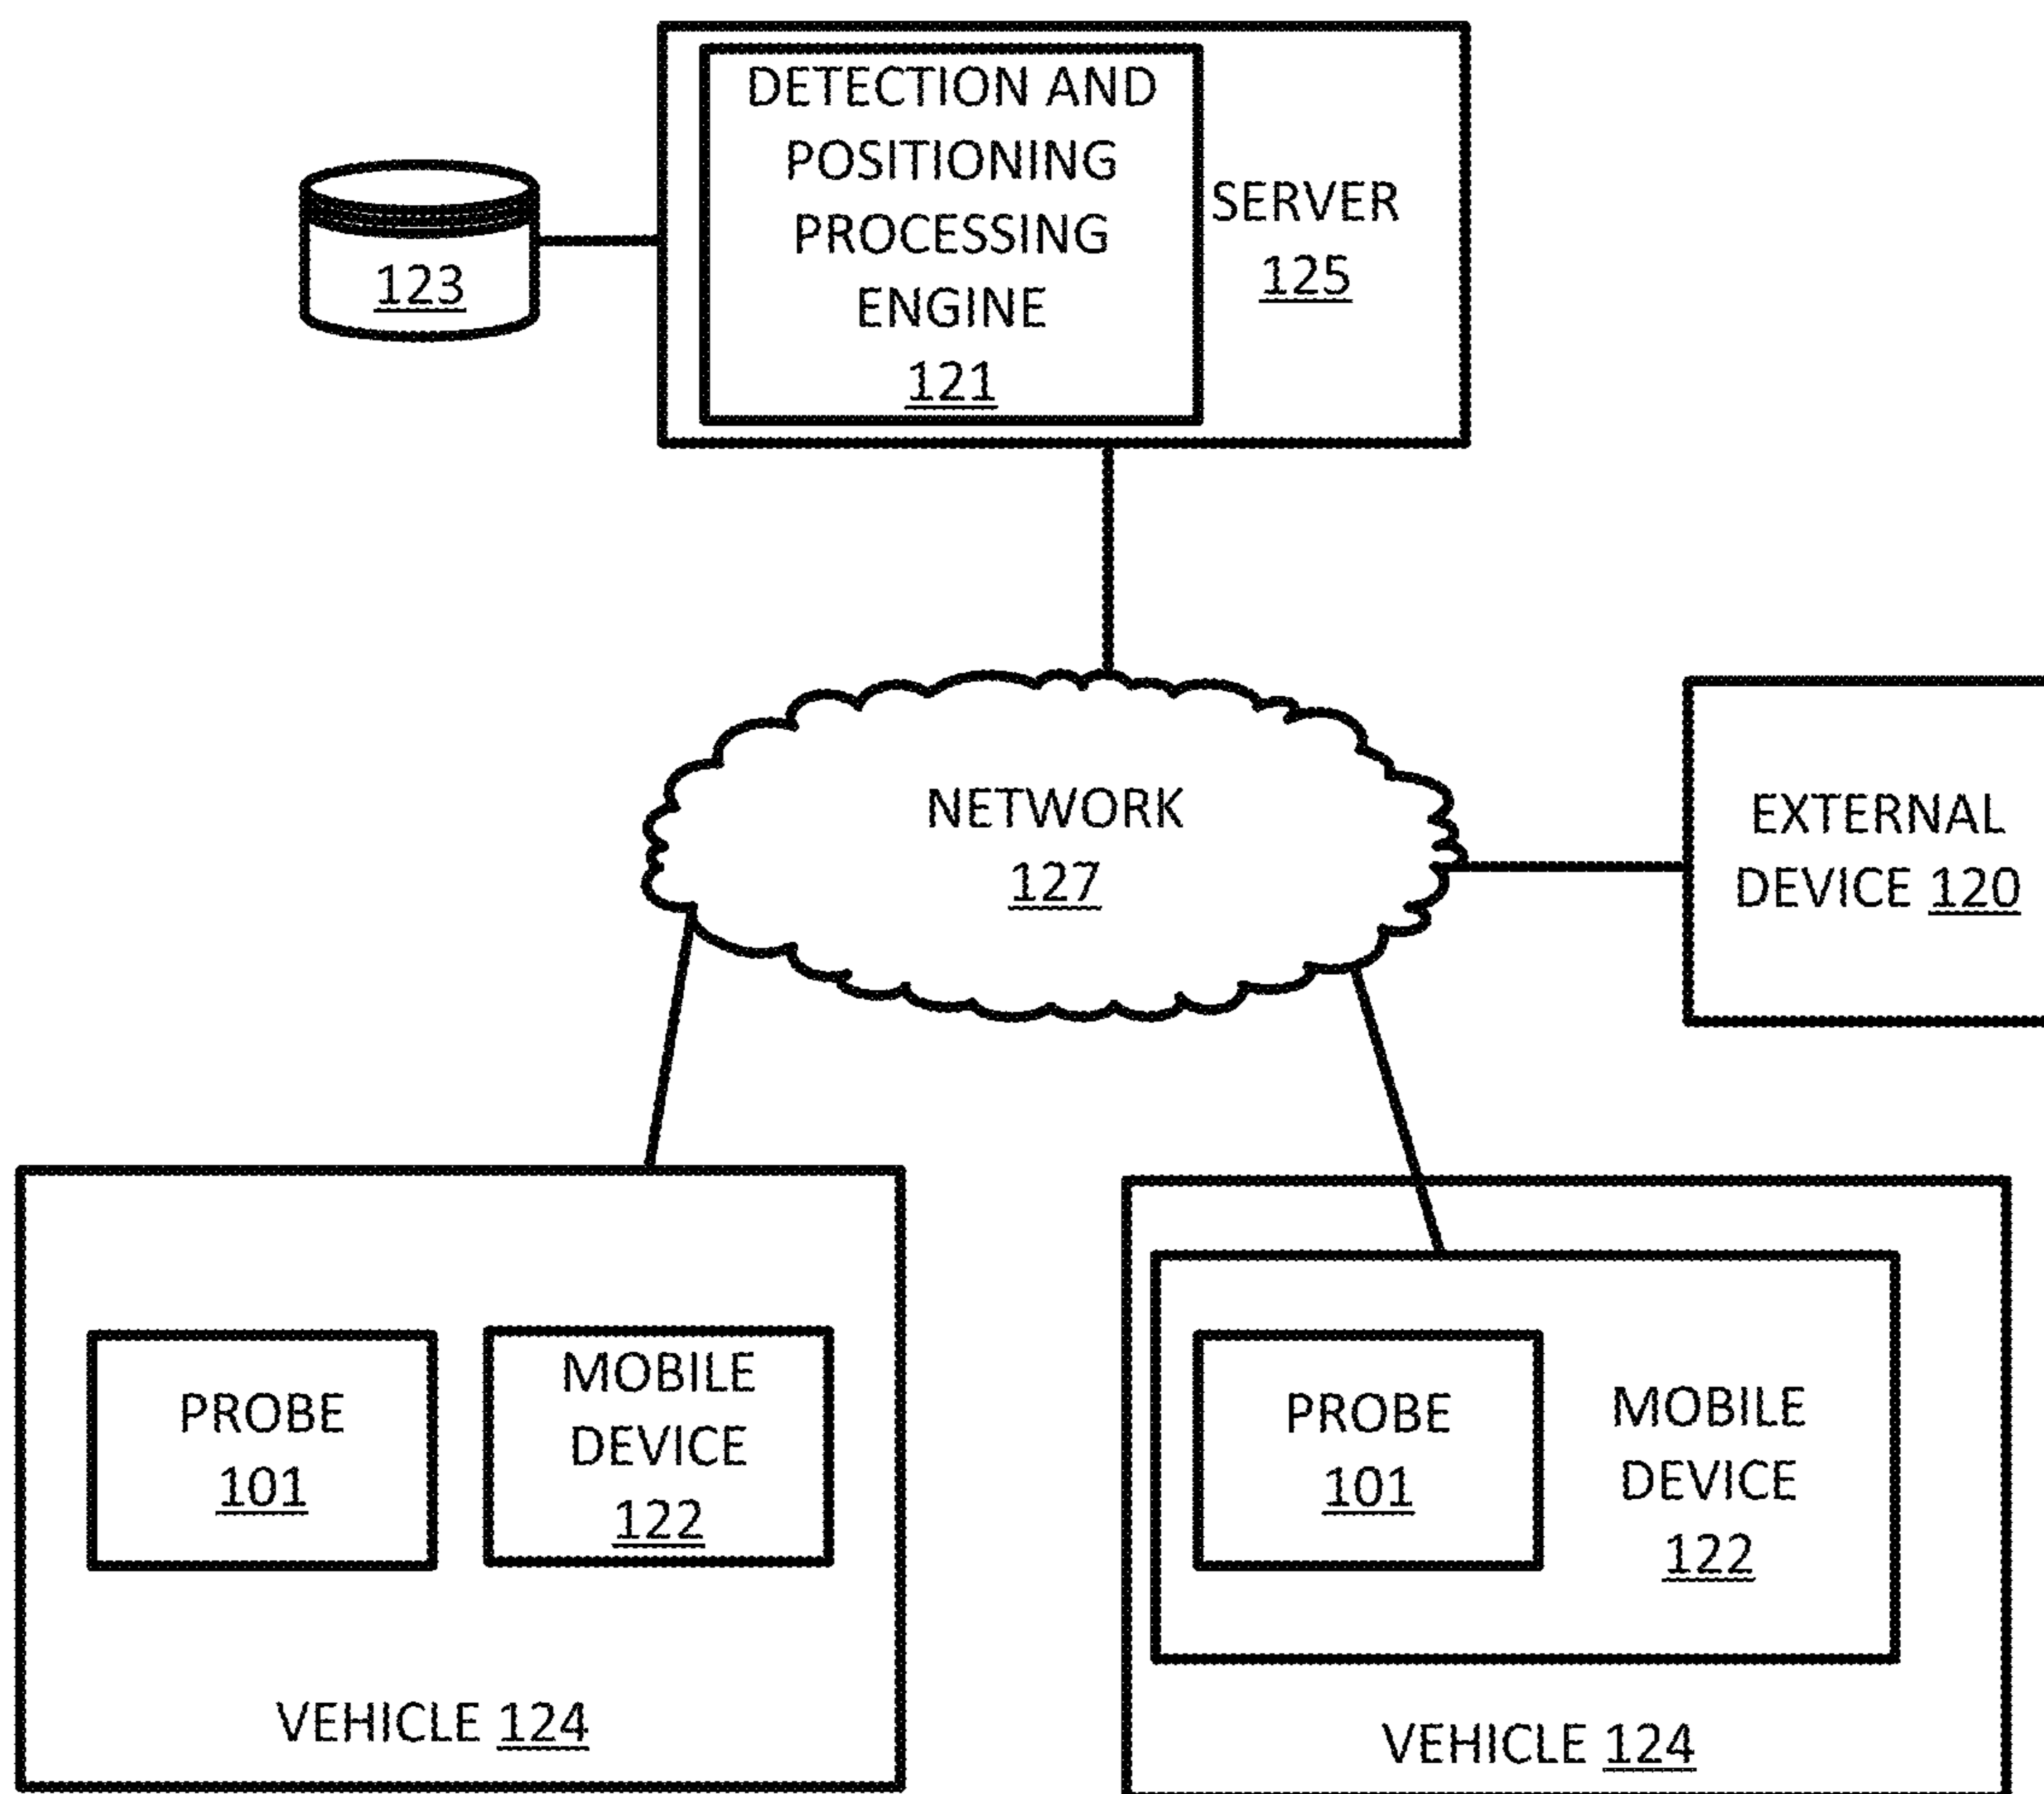 DETECTION AND
POSITIONING
PROCESSING
ENGINE
121
SERVER
125
123
NETWORK
127
EXTERNAL
DEVICE 120
PROBE
101
MOBILE
DEVICE
122
VEHICLE 124
PROBE
101
MOBILE
DEVICE
122
VEHICLE 124